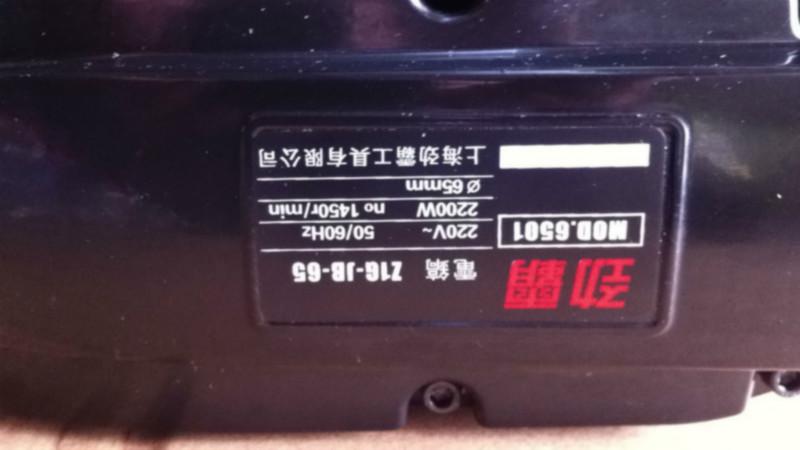 劲霸
電鎬 Z1G-JB-65
MOD.6501
220V~ 50/60Hz
2200W no 1450r/min
Ø 65mm
上海劲霸工具有限公司